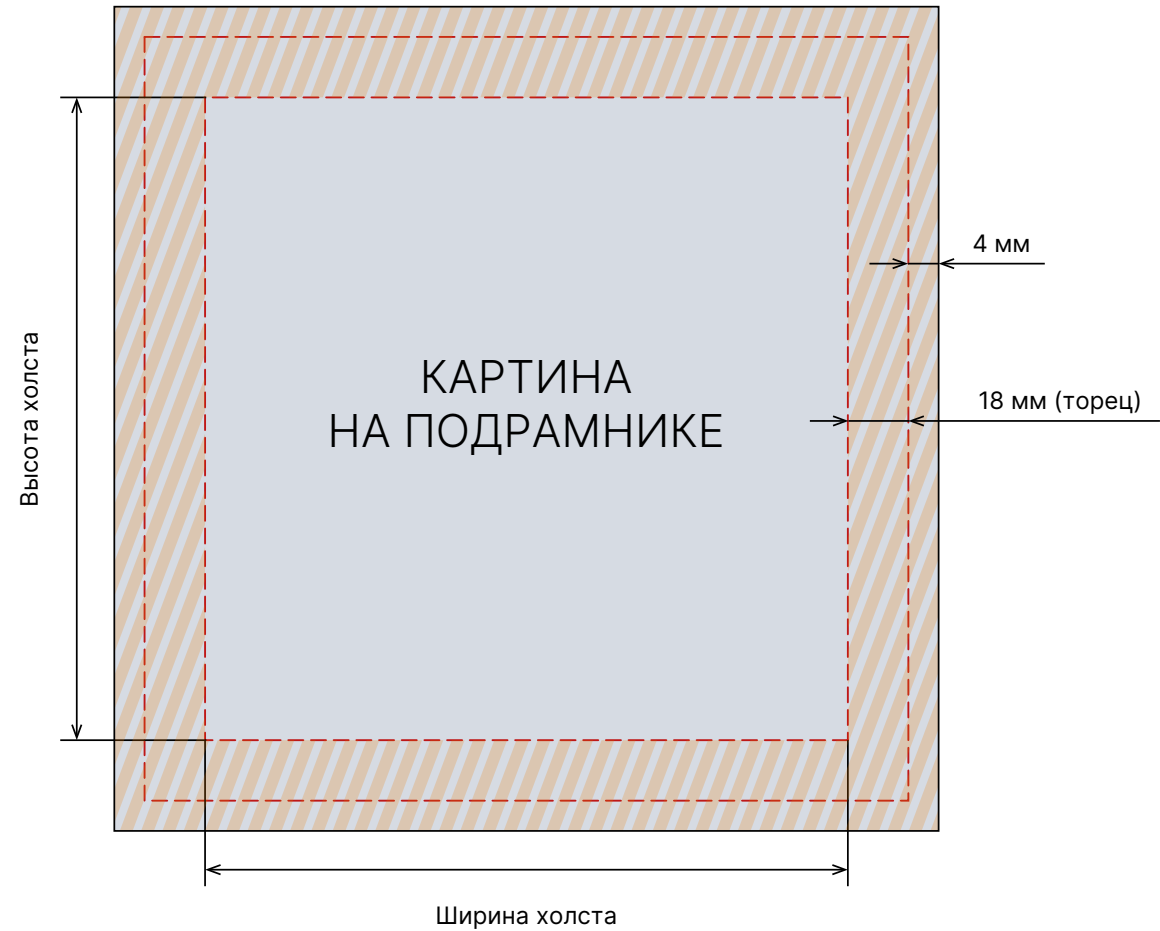 4 мм
Высота холста
КАРТИНА
НА ПОДРАМНИКЕ
18 мм (торец)
Ширина холста